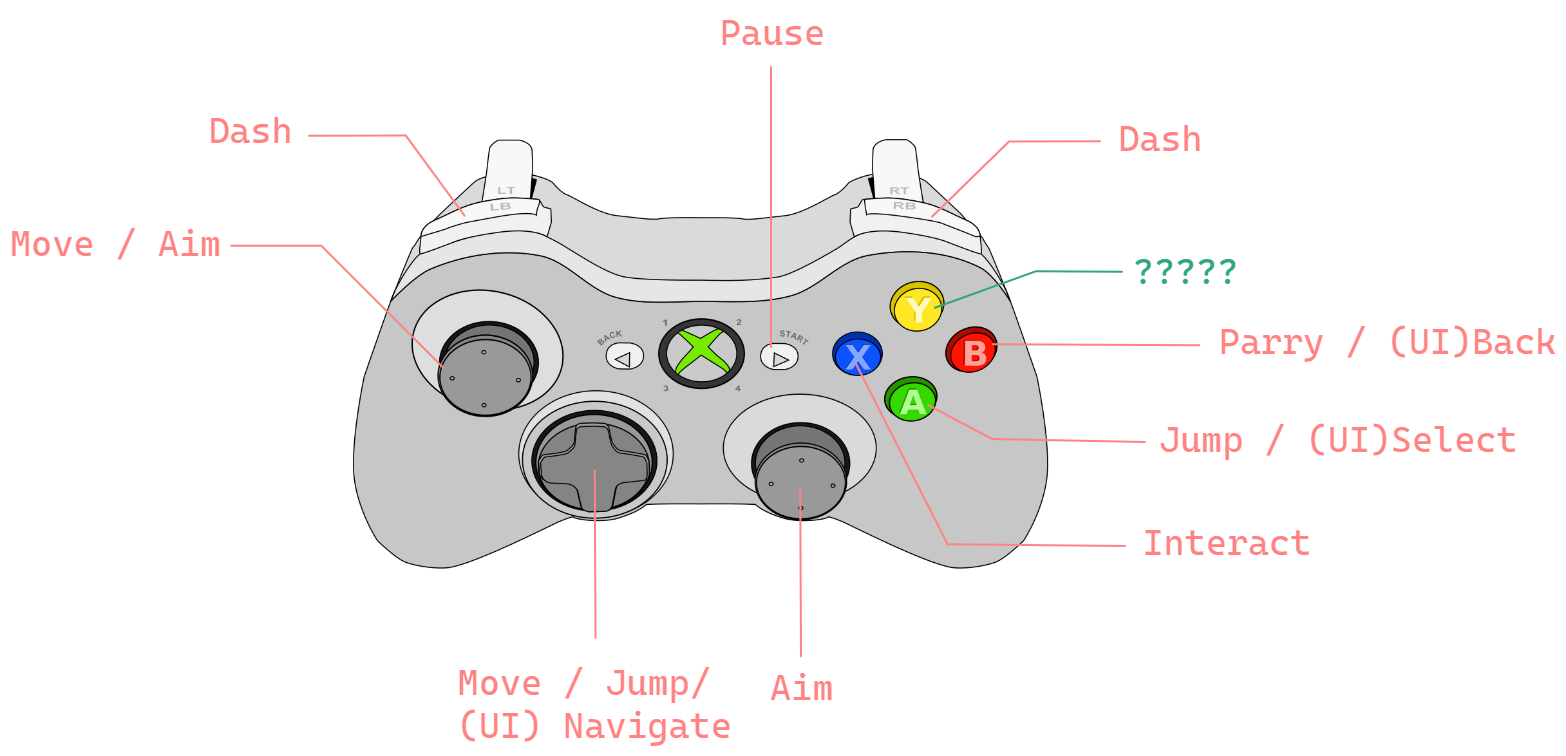 Pause
Dash
Dash
LT
RT
LB
RB
Move / Aim
?????
Y
1
2
BACK
START
X
B
Parry / (UI)Back
3
4
A
Jump / (UI)Select
Interact
Move / Jump/
(UI) Navigate
Aim